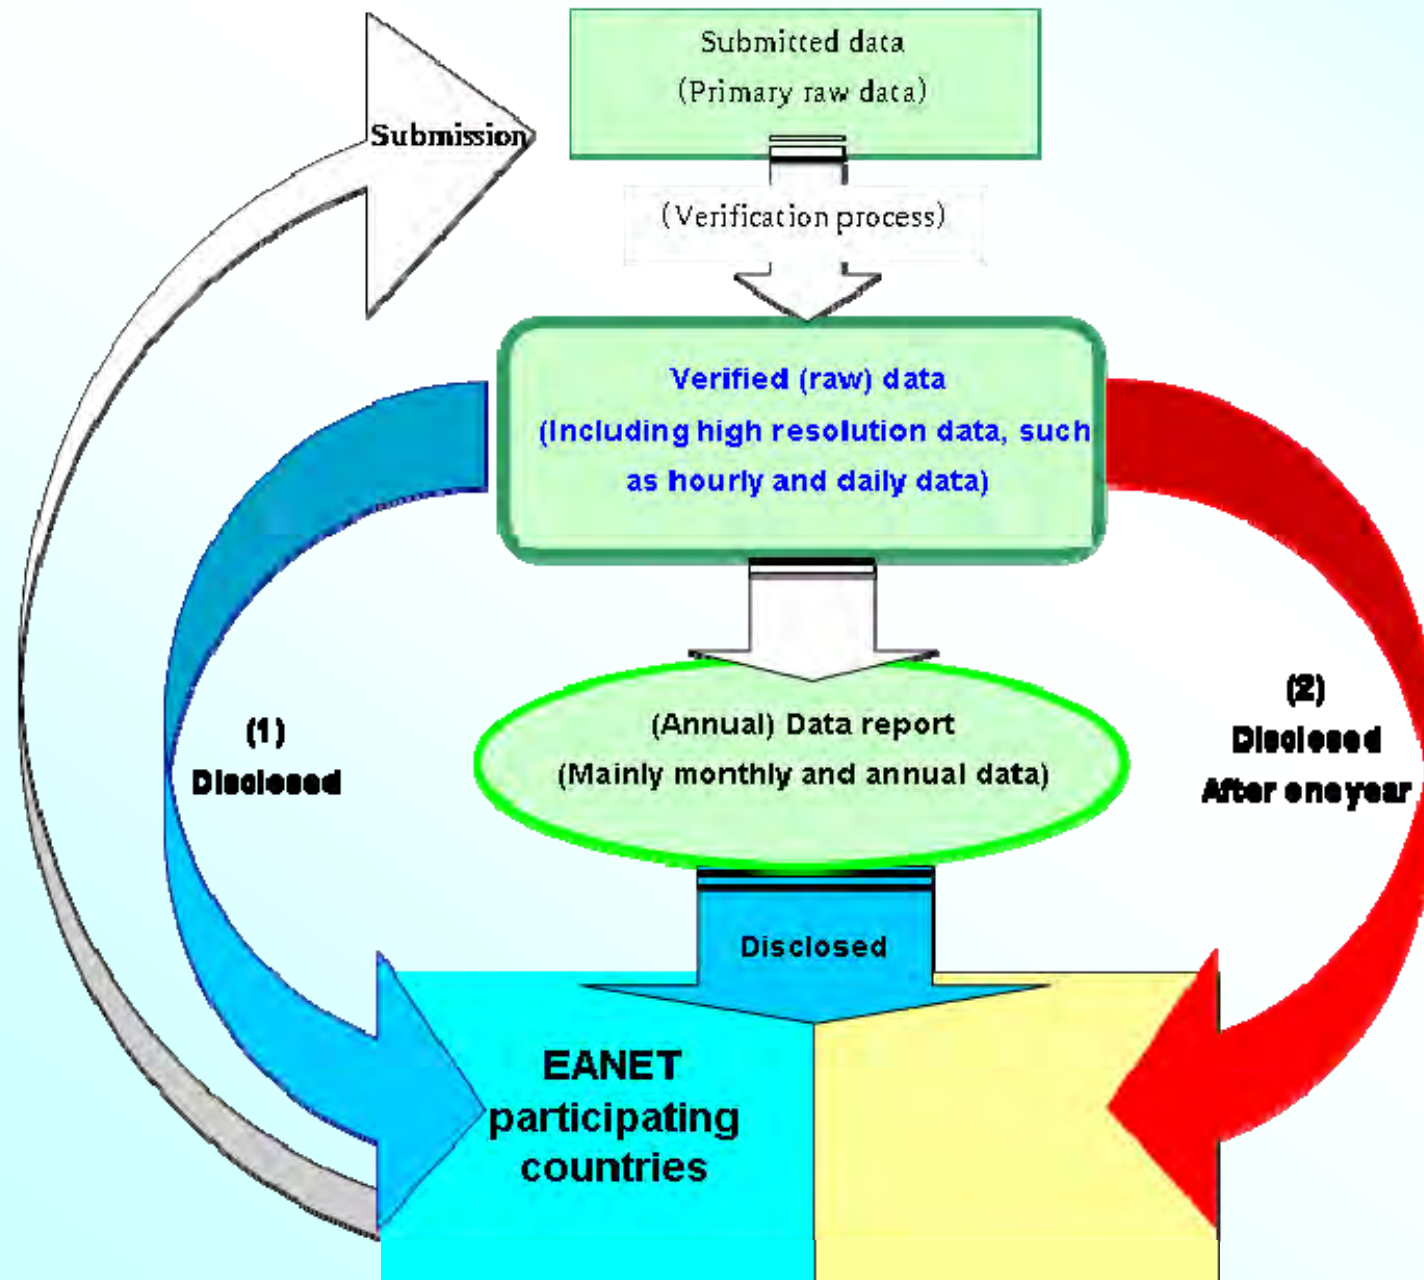 Submitted data
(Primary raw data)
Submission
(Verification process)
Verified (raw) data
(Including high resolution data, such
as hourly and daily data)
(1)
Disclosed
(Annual) Data report
(Mainly monthly and annual data)
(2)
Disclosed
After one year
Disclosed
EANET
participating
countries